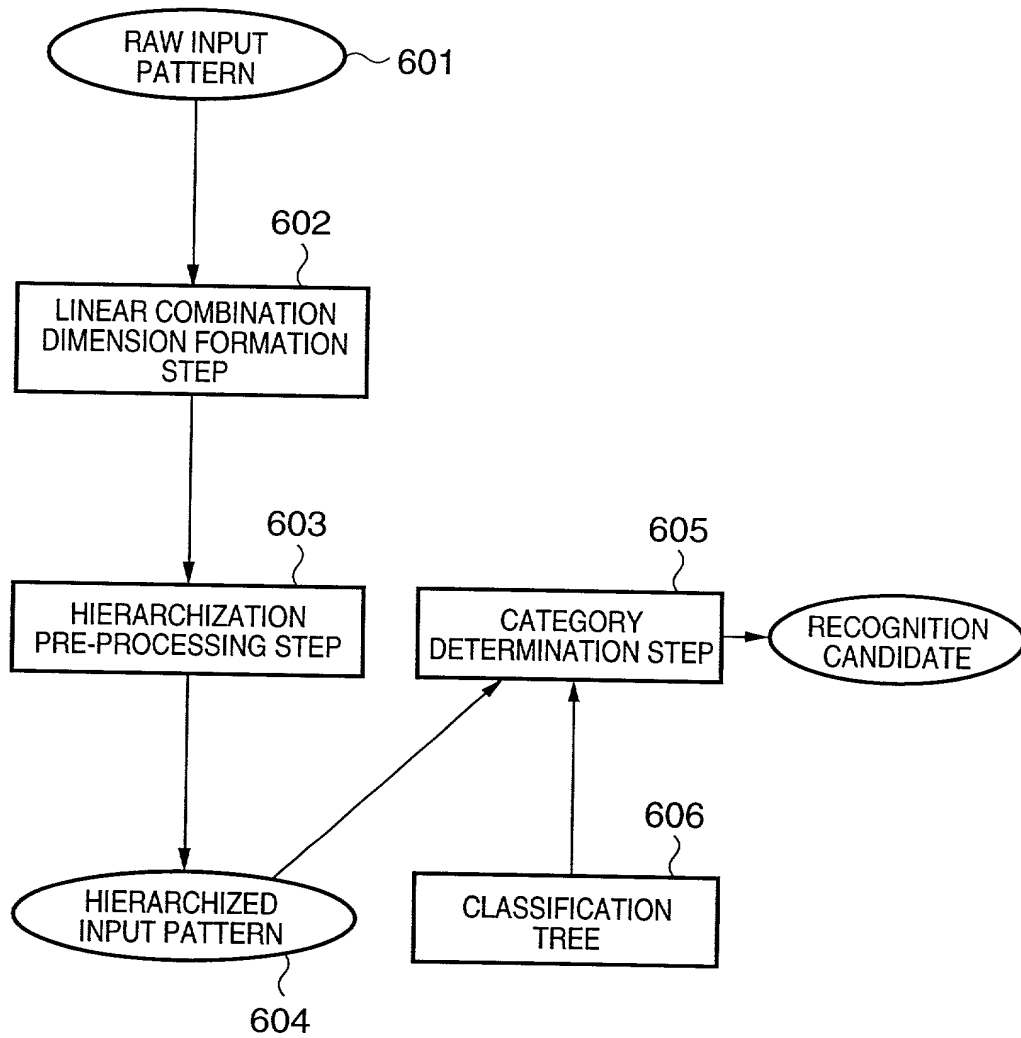 RAW INPUT
PATTERN
601
602
LINEAR COMBINATION
DIMENSION FORMATION
STEP
603
HIERARCHIZATION
PRE-PROCESSING STEP
605
CATEGORY
DETERMINATION STEP
RECOGNITION
CANDIDATE
HIERARCHIZED
INPUT PATTERN
604
606
CLASSIFICATION
TREE